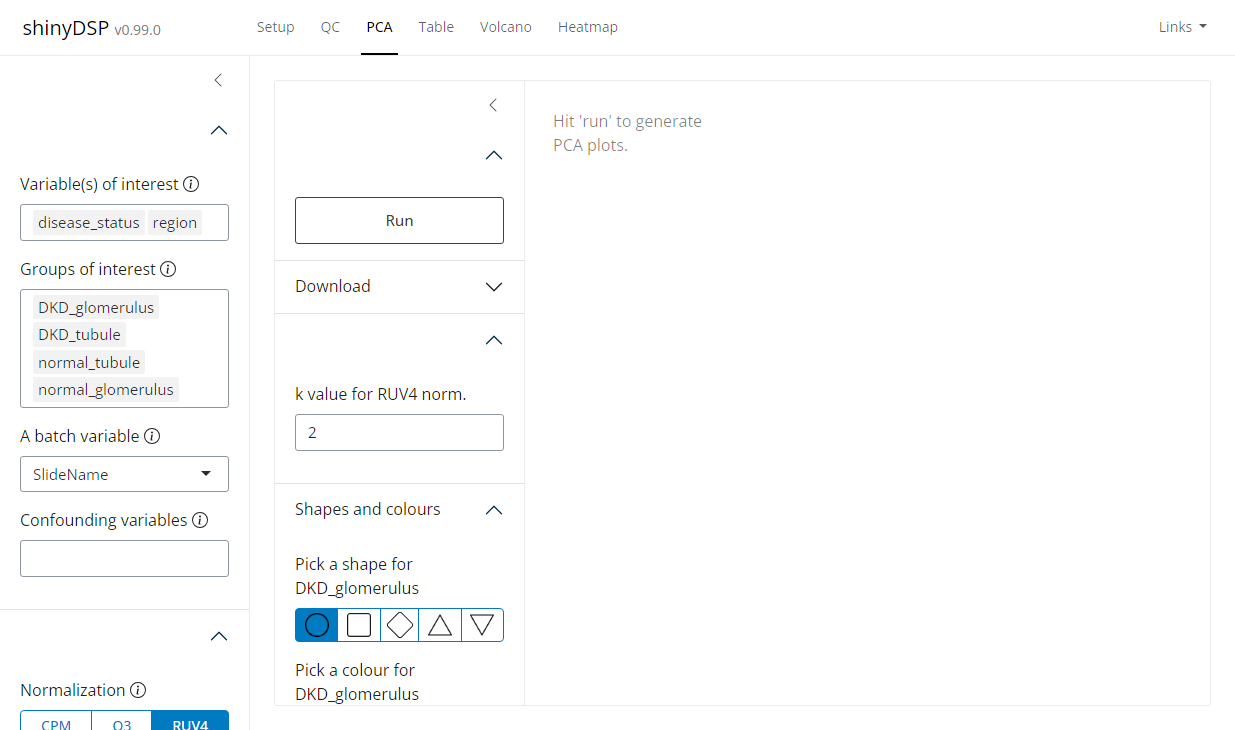 shinyDSP v0.99.0
Setup QC PCA Table Volcano Heatmap Links
Variable(s) of interest
disease_status region
Groups of interest
DKD_glomerulus
DKD_tubule
normal_tubule
normal_glomerulus
A batch variable
SlideName
Confounding variables
Normalization
CPM Q3 RUV4
Run
Download
k value for RUV4 norm.
2
Shapes and colours
Pick a shape for
DKD_glomerulus
Pick a colour for
DKD_glomerulus
Hit 'run' to generate
PCA plots.